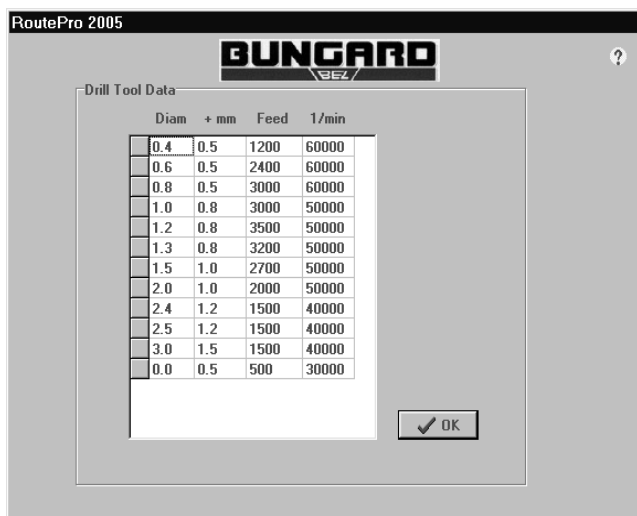 RoutePro 2005
BUNGARD
BEL
?
Drill Tool Data
Diam + mm Feed 1/min
0.4 0.5 1200 60000
0.6 0.5 2400 60000
0.8 0.5 3000 60000
1.0 0.8 3000 50000
1.2 0.8 3500 50000
1.3 0.8 3200 50000
1.5 1.0 2700 50000
2.0 1.0 2000 50000
2.4 1.2 1500 40000
2.5 1.2 1500 40000
3.0 1.5 1500 40000
0.0 0.5 500 30000
OK